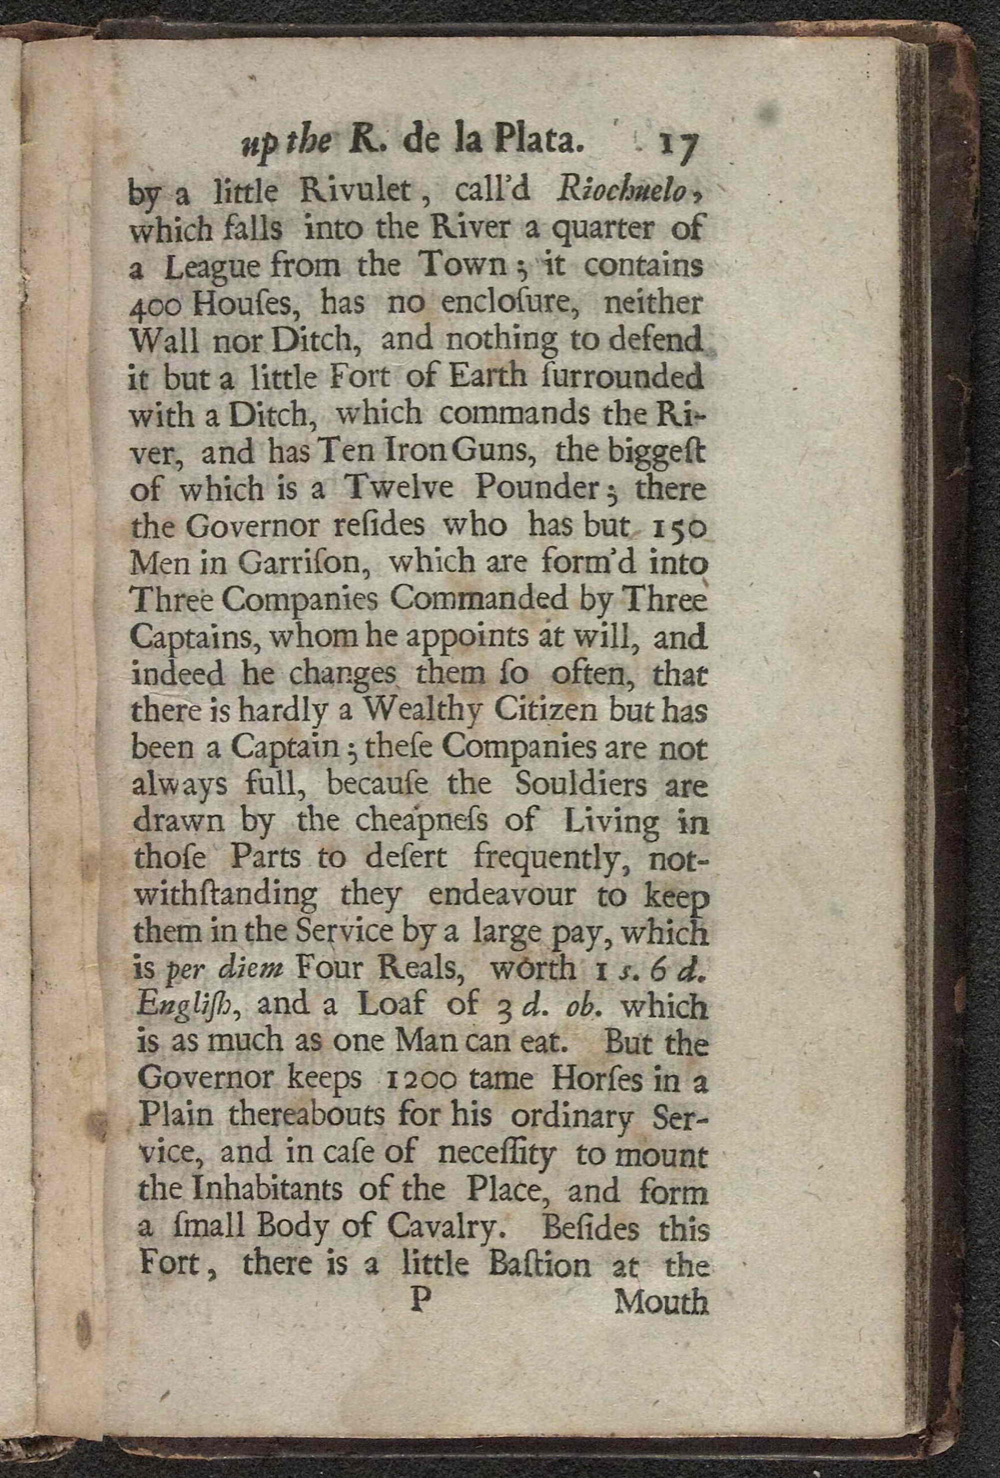 up the R. de la Plata. 17
by a little Rivulet, call'd Riochuelo,
which falls into the River a quarter of
a League from the Town; it contains
400 Houſes, has no encloſure, neither
Wall nor Ditch, and nothing to defend
it but a little Fort of Earth ſurrounded
with a Ditch, which commands the Ri-
ver, and has Ten Iron Guns, the biggeſt
of which is a Twelve Pounder; there
the Governor reſides who has but 150
Men in Garriſon, which are form'd into
Three Companies Commanded by Three
Captains, whom he appoints at will, and
indeed he changes them ſo often, that
there is hardly a Wealthy Citizen but has
been a Captain; theſe Companies are not
always full, becauſe the Souldiers are
drawn by the cheapneſs of Living in
thoſe Parts to deſert frequently, not-
withſtanding they endeavour to keep
them in the Service by a large pay, which
is per diem Four Reals, worth 1 s. 6 d.
Engliſh, and a Loaf of 3 d. ob. which
is as much as one Man can eat. But the
Governor keeps 1200 tame Horſes in a
Plain thereabouts for his ordinary Ser-
vice, and in caſe of neceſſity to mount
the Inhabitants of the Place, and form
a ſmall Body of Cavalry. Beſides this
Fort, there is a little Baſtion at the
P Mouth